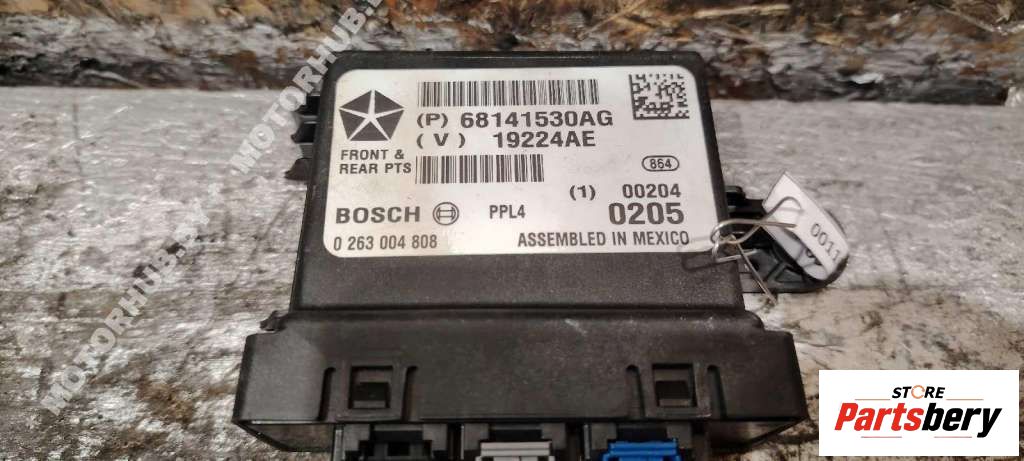 (P) 68141530AG
(V) 19224AE
FRONT &
REAR PTS
864
(1) 00204
BOSCH PPL4 0205
0 263 004 808 ASSEMBLED IN MEXICO
0011
MOTORHUB.BY
MOTORHUB.BY
STORE
Partsbery